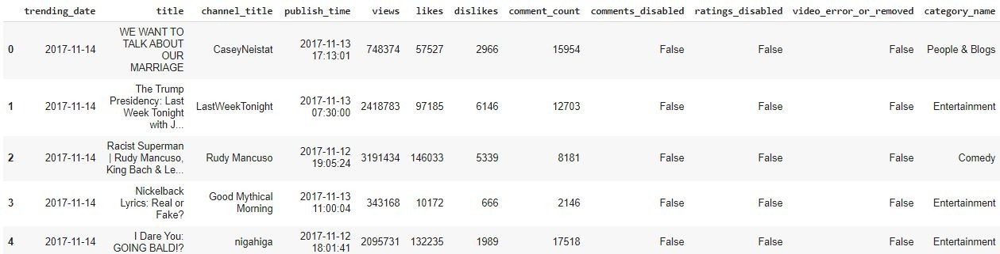 trending_date title channel_title publish_time views likes dislikes comment_count comments_disabled ratings_disabled video_error_or_removed category_name
0 2017-11-14 WE WANT TO TALK ABOUT OUR MARRIAGE CaseyNeistat 2017-11-13 17:13:01 748374 57527 2966 15954 False False False People & Blogs
1 2017-11-14 The Trump Presidency: Last Week Tonight with J... LastWeekTonight 2017-11-13 07:30:00 2418783 97185 6146 12703 False False False Entertainment
2 2017-11-14 Racist Superman | Rudy Mancuso, King Bach & Le... Rudy Mancuso 2017-11-12 19:05:24 3191434 146033 5339 8181 False False False Comedy
3 2017-11-14 Nickelback Lyrics: Real or Fake? Good Mythical Morning 2017-11-13 11:00:04 343168 10172 666 2146 False False False Entertainment
4 2017-11-14 I Dare You: GOING BALD!? nigahiga 2017-11-12 18:01:41 2095731 132235 1989 17518 False False False Entertainment